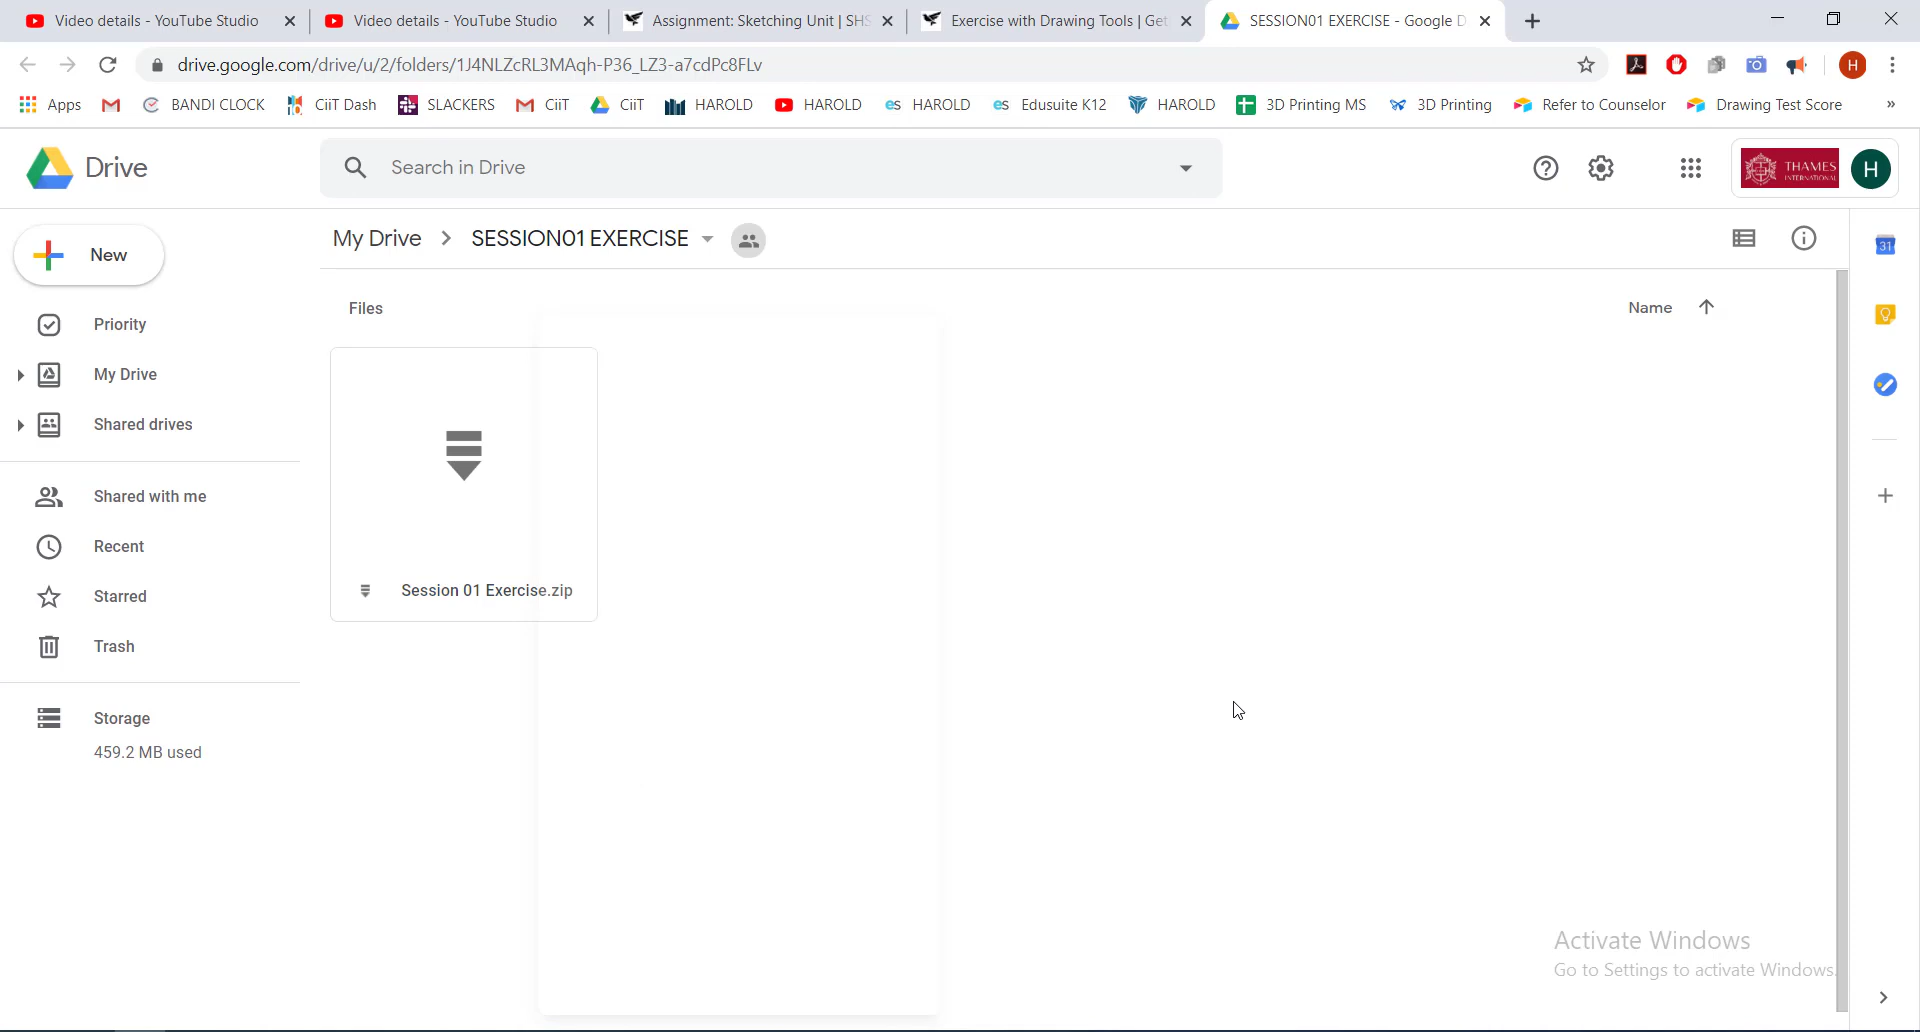 Video details - YouTube Studio
Video details - YouTube Studio
Assignment: Sketching Unit | SHS
Exercise with Drawing Tools | Get
SESSION01 EXERCISE - Google D
drive.google.com/drive/u/2/folders/1J4NLZcRL3MAqh-P36_LZ3-a7cdPc8FLv
H
Apps
BANDI CLOCK
CiiT Dash
SLACKERS
CiiT
CiiT
HAROLD
HAROLD
es HAROLD
es Edusuite K12
HAROLD
3D Printing MS
3D Printing
Refer to Counselor
Drawing Test Score
»
Drive
Search in Drive
THAMES
INTERNATIONAL
H
New
My Drive > SESSION01 EXERCISE
31
Priority
My Drive
Shared drives
Shared with me
Recent
Starred
Trash
Storage
459.2 MB used
Files
Name
Session 01 Exercise.zip
Activate Windows
Go to Settings to activate Windows.